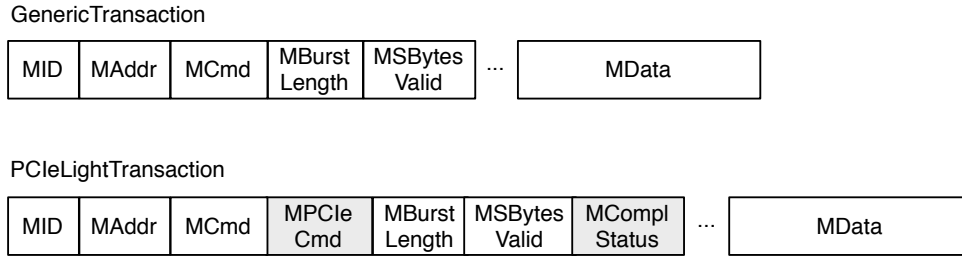 GenericTransaction
MID MAddr MCmd MBurst Length MSBytes Valid ... MData
PCIeLightTransaction
MID MAddr MCmd MPCIe Cmd MBurst Length MSBytes Valid MCompl Status ... MData